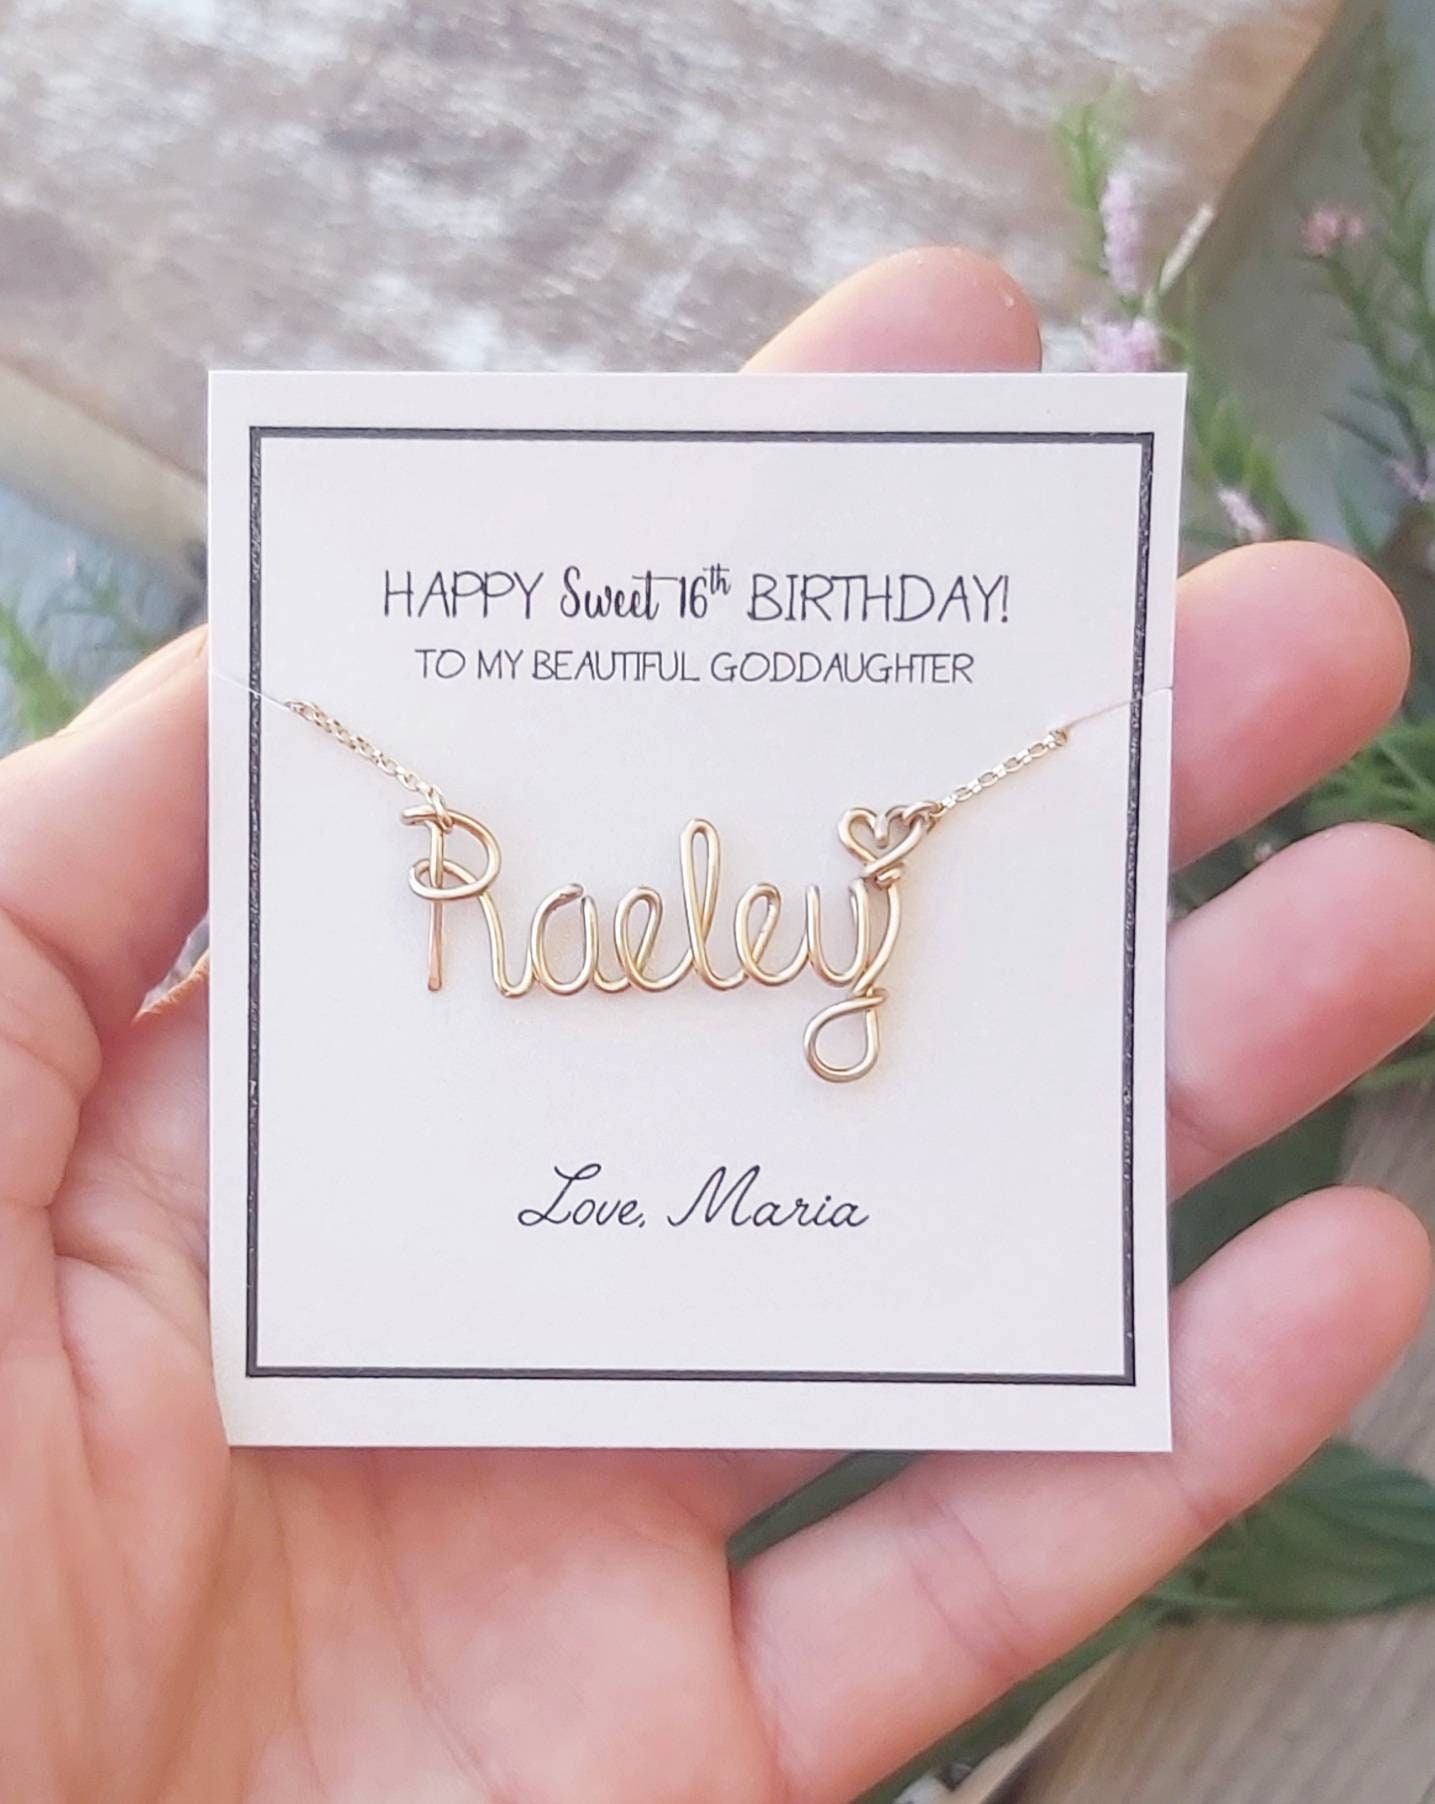 HAPPY Sweet 16th BIRTHDAY!
TO MY BEAUTIFUL GODDAUGHTER
Raeley
Love, Maria